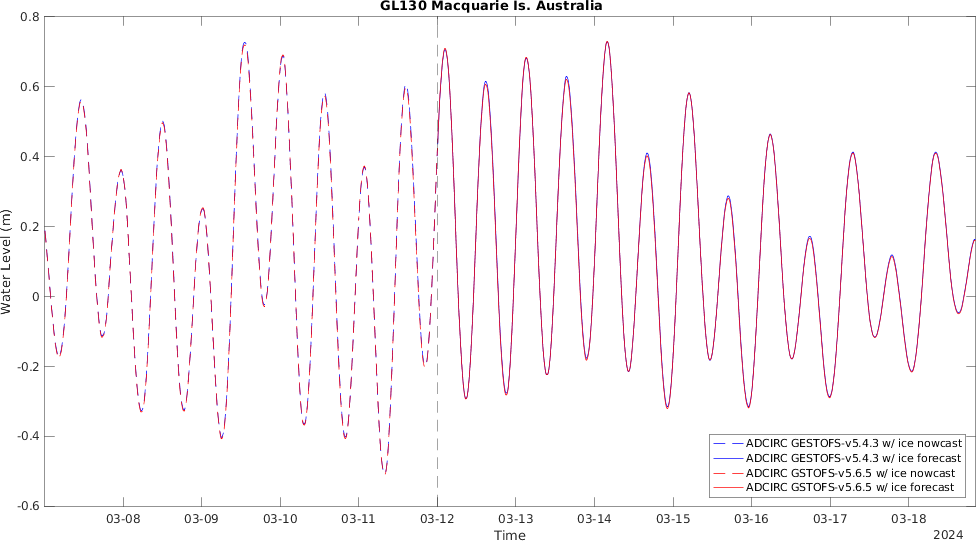 GL130 Macquarie Is. Australia
0.8
0.6
0.4
0.2
0
-0.2
-0.4
-0.6
Water Level (m)
ADCIRC GESTOFS-v5.4.3 w/ ice nowcast
ADCIRC GESTOFS-v5.4.3 w/ ice forecast
ADCIRC GSTOFS-v5.6.5 w/ ice nowcast
ADCIRC GSTOFS-v5.6.5 w/ ice forecast
03-08 03-09 03-10 03-11 03-12 03-13 03-14 03-15 03-16 03-17 03-18
Time
2024